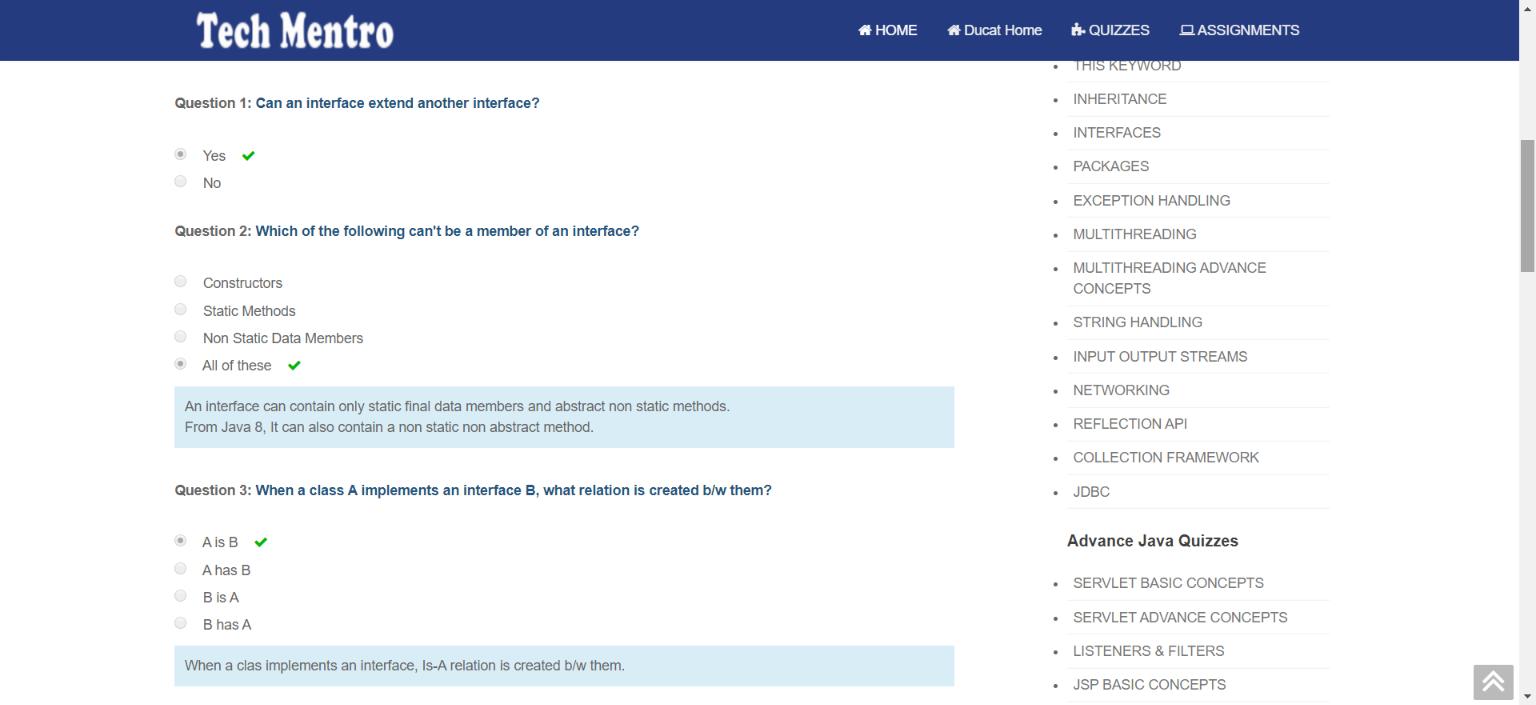 Tech Mentro
HOME
Ducat Home
QUIZZES
ASSIGNMENTS
Question 1: Can an interface extend another interface?
Yes
No
Question 2: Which of the following can't be a member of an interface?
Constructors
Static Methods
Non Static Data Members
All of these
An interface can contain only static final data members and abstract non static methods.
From Java 8, It can also contain a non static non abstract method.
Question 3: When a class A implements an interface B, what relation is created b/w them?
A is B
A has B
B is A
B has A
When a clas implements an interface, Is-A relation is created b/w them.
THIS KEYWORD
INHERITANCE
INTERFACES
PACKAGES
EXCEPTION HANDLING
MULTITHREADING
MULTITHREADING ADVANCE
CONCEPTS
STRING HANDLING
INPUT OUTPUT STREAMS
NETWORKING
REFLECTION API
COLLECTION FRAMEWORK
JDBC
Advance Java Quizzes
SERVLET BASIC CONCEPTS
SERVLET ADVANCE CONCEPTS
LISTENERS & FILTERS
JSP BASIC CONCEPTS